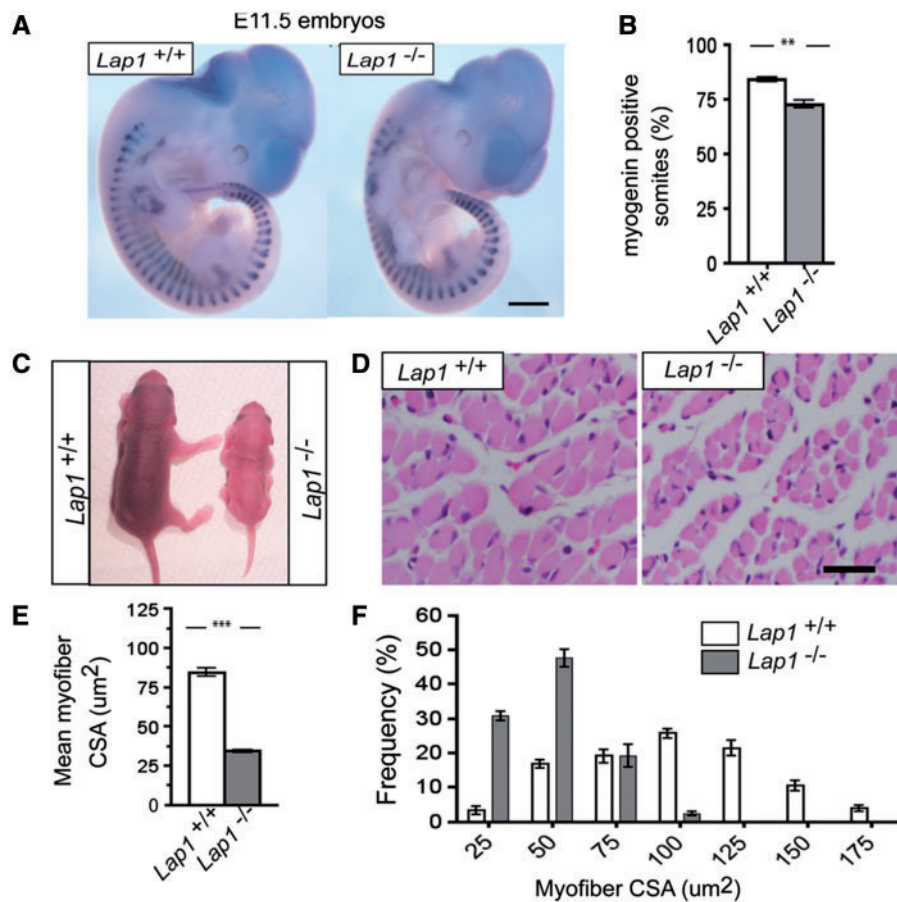 A
E11.5 embryos
Lap1 +/+
Lap1 -/-
B
**
myogenin positive
somites (%)
100
75
50
25
0
Lap1 +/+
Lap1 -/-
C
Lap1 +/+
Lap1 -/-
D
Lap1 +/+
Lap1 -/-
E
***
Mean myofiber
CSA (um2)
125
100
75
50
25
0
Lap1 +/+
Lap1 -/-
F
Lap1 +/+
Lap1 -/-
Frequency (%)
60
50
40
30
20
10
0
25
50
75
100
125
150
175
Myofiber CSA (um2)